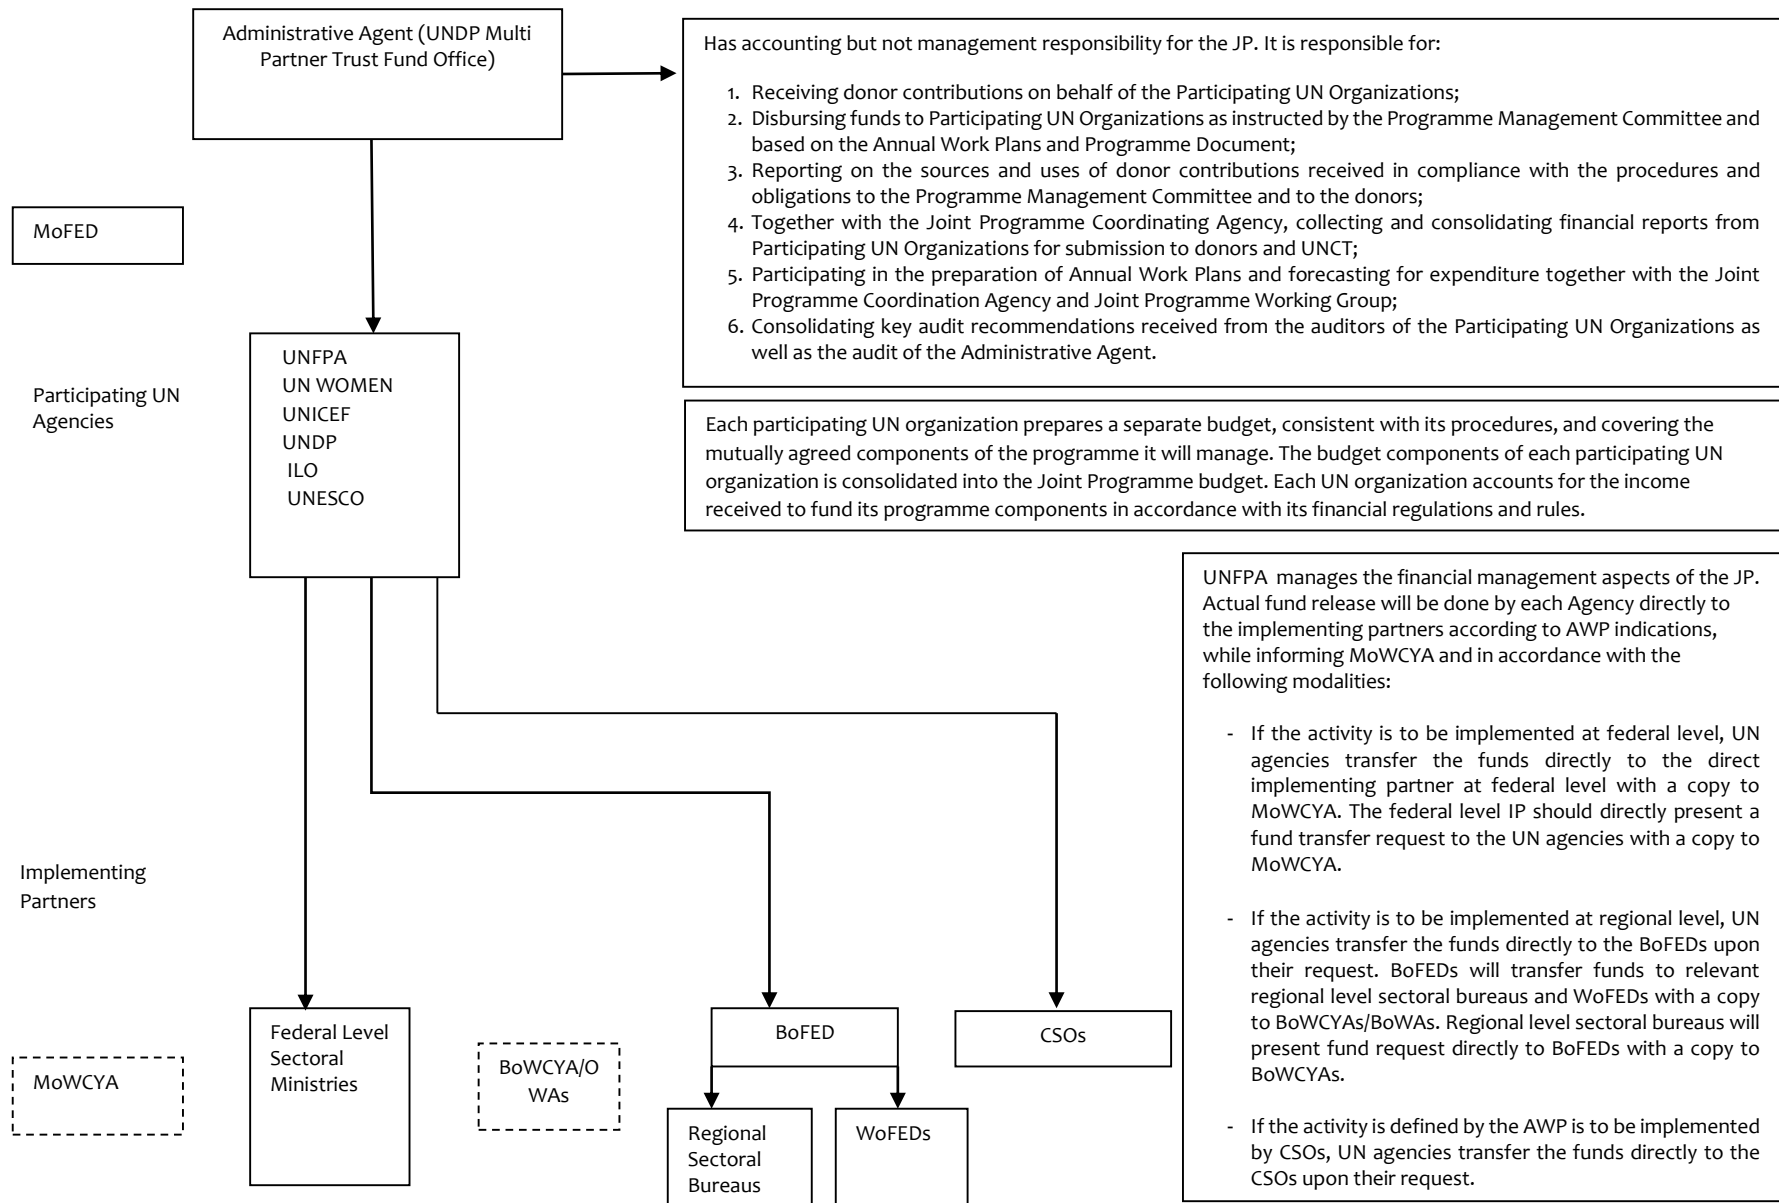 Administrative Agent (UNDP Multi
Partner Trust Fund Office)
Has accounting but not management responsibility for the JP. It is responsible for:
1. Receiving donor contributions on behalf of the Participating UN Organizations;
2. Disbursing funds to Participating UN Organizations as instructed by the Programme Management Committee and
based on the Annual Work Plans and Programme Document;
3. Reporting on the sources and uses of donor contributions received in compliance with the procedures and
obligations to the Programme Management Committee and to the donors;
4. Together with the Joint Programme Coordinating Agency, collecting and consolidating financial reports from
Participating UN Organizations for submission to donors and UNCT;
5. Participating in the preparation of Annual Work Plans and forecasting for expenditure together with the Joint
Programme Coordination Agency and Joint Programme Working Group;
6. Consolidating key audit recommendations received from the auditors of the Participating UN Organizations as
well as the audit of the Administrative Agent.
MoFED
Participating UN
Agencies
UNFPA
UN WOMEN
UNICEF
UNDP
ILO
UNESCO
Each participating UN organization prepares a separate budget, consistent with its procedures, and covering the
mutually agreed components of the programme it will manage. The budget components of each participating UN
organization is consolidated into the Joint Programme budget. Each UN organization accounts for the income
received to fund its programme components in accordance with its financial regulations and rules.
UNFPA manages the financial management aspects of the JP.
Actual fund release will be done by each Agency directly to
the implementing partners according to AWP indications,
while informing MoWCYA and in accordance with the
following modalities:
- If the activity is to be implemented at federal level, UN
agencies transfer the funds directly to the direct
implementing partner at federal level with a copy to
MoWCYA. The federal level IP should directly present a
fund transfer request to the UN agencies with a copy to
MoWCYA.
- If the activity is to be implemented at regional level, UN
agencies transfer the funds directly to the BoFEDs upon
their request. BoFEDs will transfer funds to relevant
regional level sectoral bureaus and WoFEDs with a copy
to BoWCYAs/BoWAs. Regional level sectoral bureaus will
present fund request directly to BoFEDs with a copy to
BoWCYAs.
- If the activity is defined by the AWP is to be implemented
by CSOs, UN agencies transfer the funds directly to the
CSOs upon their request.
Implementing
Partners
MoWCYA
Federal Level
Sectoral
Ministries
BoWCYA/O
WAs
BoFED
CSOs
Regional
Sectoral
Bureaus
WoFEDs